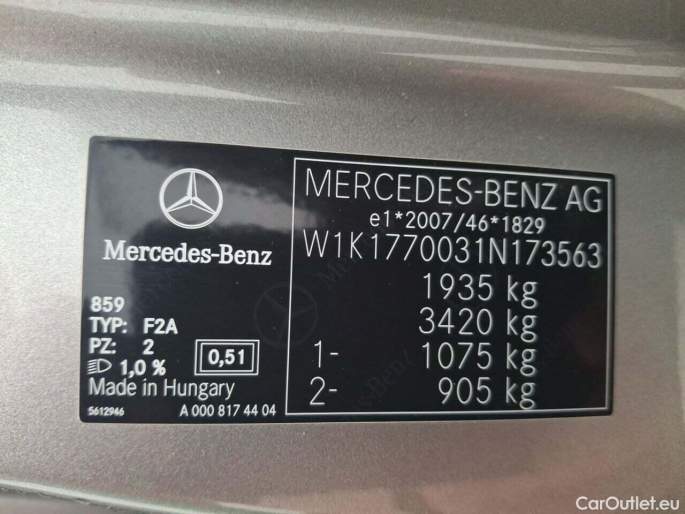 Mercedes-Benz
859
TYP: F2A
PZ: 2
1,0 %
0,51
Made in Hungary
5612946 A 000 817 44 04
MERCEDES-BENZ AG
e1*2007/46*1829
W1K1770031N173563
1935 kg
3420 kg
1- 1075 kg
2- 905 kg
Mercedes-Benz
CarOutlet.eu